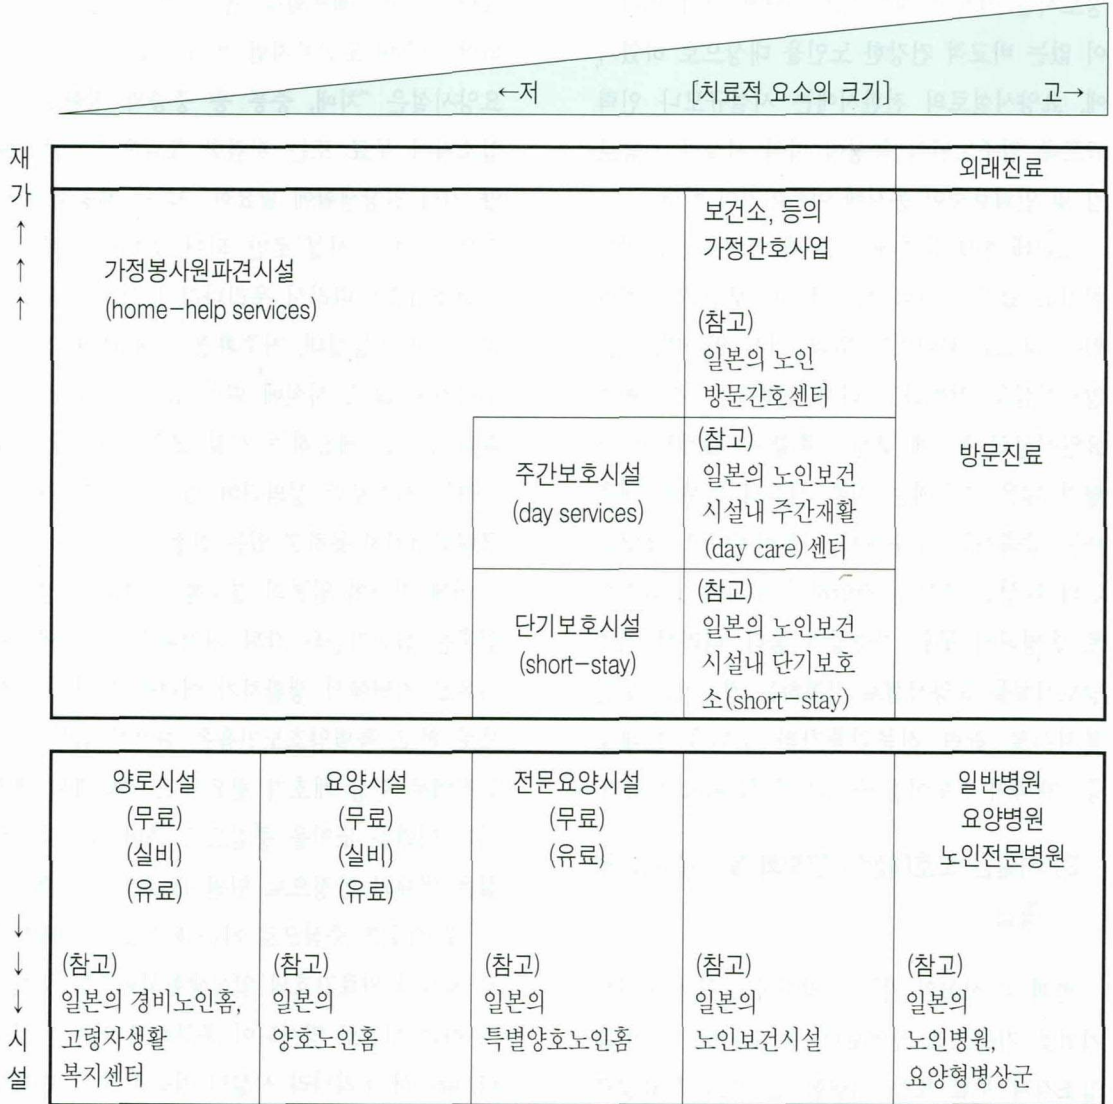 ←저 [치료적 요소의 크기] 고→
재
가
↑
↑
↑
외래진료
가정봉사원파견시설
(home-help services)
보건소, 등의
가정간호사업
(참고)
일본의 노인
방문간호센터
방문진료
주간보호시설
(day services)
(참고)
일본의 노인보건
시설내 주간재활
(day care) 센터
단기보호시설
(short-stay)
(참고)
일본의 노인보건
시설내 단기보호
소(short-stay)
↓
↓
↓
시
설
양로시설
(무료)
(실비)
(유료)
(참고)
일본의 경비노인홈,
고령자생활
복지센터
요양시설
(무료)
(실비)
(유료)
(참고)
일본의
양호노인홈
전문요양시설
(무료)
(유료)
(참고)
일본의
특별양호노인홈
(참고)
일본의
노인보건시설
일반병원
요양병원
노인전문병원
(참고)
일본의
노인병원,
요양형병상군